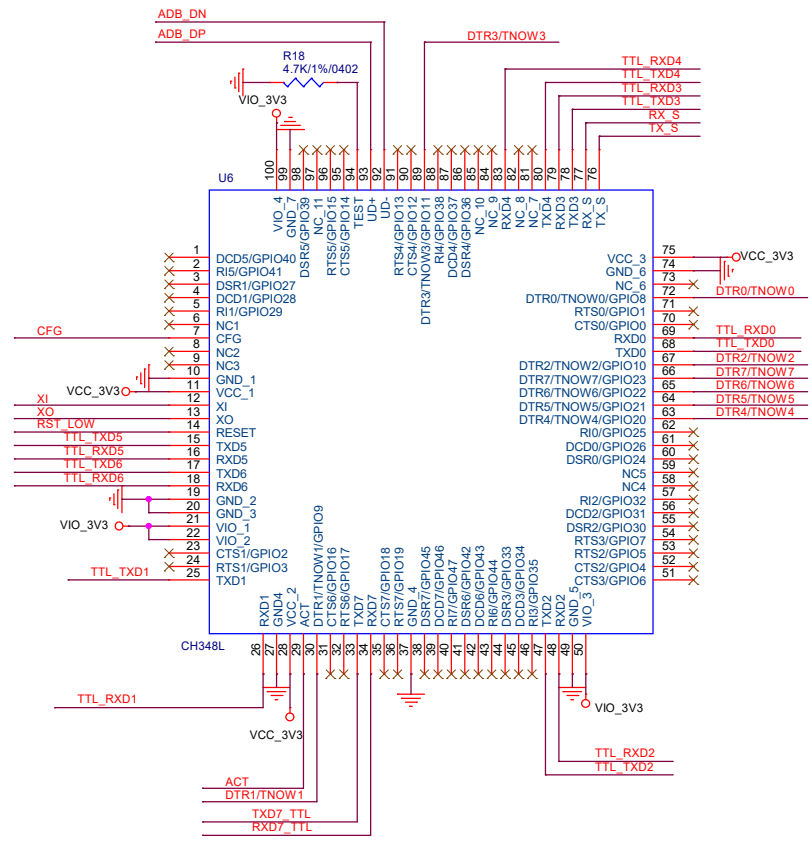 ADB_DN
ADB_DP
DTR3/TNOW3
R18
4.7K/1%/0402
VIO_3V3
TTL_RXD4
TTL_TXD4
TTL_RXD3
TTL_TXD3
RX_S
TX_S
U6
100
99
98
97
96
95
94
93
92
91
90
89
88
87
86
85
84
83
82
81
80
79
78
77
76
VIO_4
GND_7
DSR5/GPIO39
NC_11
RTS5/GPIO15
CTS5/GPIO14
TEST
UD+
UD-
RTS4/GPIO13
CTS4/GPIO12
DTR3/TNOW3/GPIO11
RI4/GPIO38
DCD4/GPIO37
DSR4/GPIO36
NC_10
NC_9
RXD4
NC_8
NC_7
TXD4
RXD3
TXD3
RX_S
TX_S
1 DCD5/GPIO40
2 RI5/GPIO41
3 DSR1/GPIO27
4 DCD1/GPIO28
5 RI1/GPIO29
6 NC1
CFG 7 CFG
8 NC2
9 NC3
10 GND_1
VCC_3V3 11 VCC_1
XI 12 XI
XO 13 XO
RST_LOW 14 RESET
TTL_TXD5 15 TXD5
TTL_RXD5 16 RXD5
TTL_TXD6 17 TXD6
TTL_RXD6 18 RXD6
19 GND_2
20 GND_3
VIO_3V3 21 VIO_1
22 VIO_2
23 CTS1/GPIO2
24 RTS1/GPIO3
TTL_TXD1 25 TXD1
VCC_3 75 VCC_3V3
GND_6 74
NC_6 73
DTR0/TNOW0/GPIO8 72 DTR0/TNOW0
RTS0/GPIO1 71
CTS0/GPIO0 70
RXD0 69 TTL_RXD0
TXD0 68 TTL_TXD0
DTR2/TNOW2/GPIO10 67 DTR2/TNOW2
DTR7/TNOW7/GPIO23 66 DTR7/TNOW7
DTR6/TNOW6/GPIO22 65 DTR6/TNOW6
DTR5/TNOW5/GPIO21 64 DTR5/TNOW5
DTR4/TNOW4/GPIO20 63 DTR4/TNOW4
RI0/GPIO25 62
DCD0/GPIO26 61
DSR0/GPIO24 60
NC5 59
NC4 58
RI2/GPIO32 57
DCD2/GPIO31 56
DSR2/GPIO30 55
RTS3/GPIO7 54
RTS2/GPIO5 53
CTS2/GPIO4 52
CTS3/GPIO6 51
RXD1
GND4
VCC_2
ACT
DTR1/TNOW1/GPIO9
CTS6/GPIO16
RTS6/GPIO17
TXD7
RXD7
CTS7/GPIO18
RTS7/GPIO19
GND_4
DSR7/GPIO45
DCD7/GPIO46
RI7/GPIO47
DSR6/GPIO42
DCD6/GPIO43
RI6/GPIO44
DSR3/GPIO33
DCD3/GPIO34
RI3/GPIO35
TXD2
RXD2
GND_5
VIO_3
CH348L
26
27
28
29
30
31
32
33
34
35
36
37
38
39
40
41
42
43
44
45
46
47
48
49
50
TTL_RXD1
VCC_3V3
VIO_3V3
TTL_RXD2
TTL_TXD2
ACT
DTR1/TNOW1
TXD7_TTL
RXD7_TTL